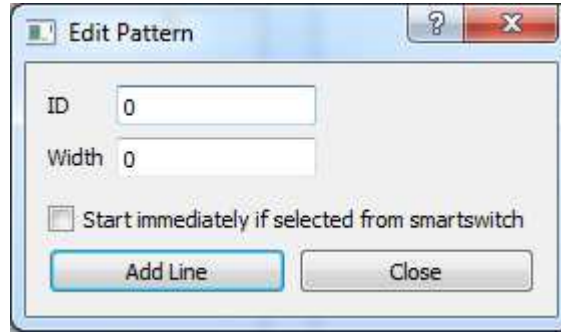 Edit Pattern
?
ID 0
Width 0
Start immediately if selected from smartswitch
Add Line Close